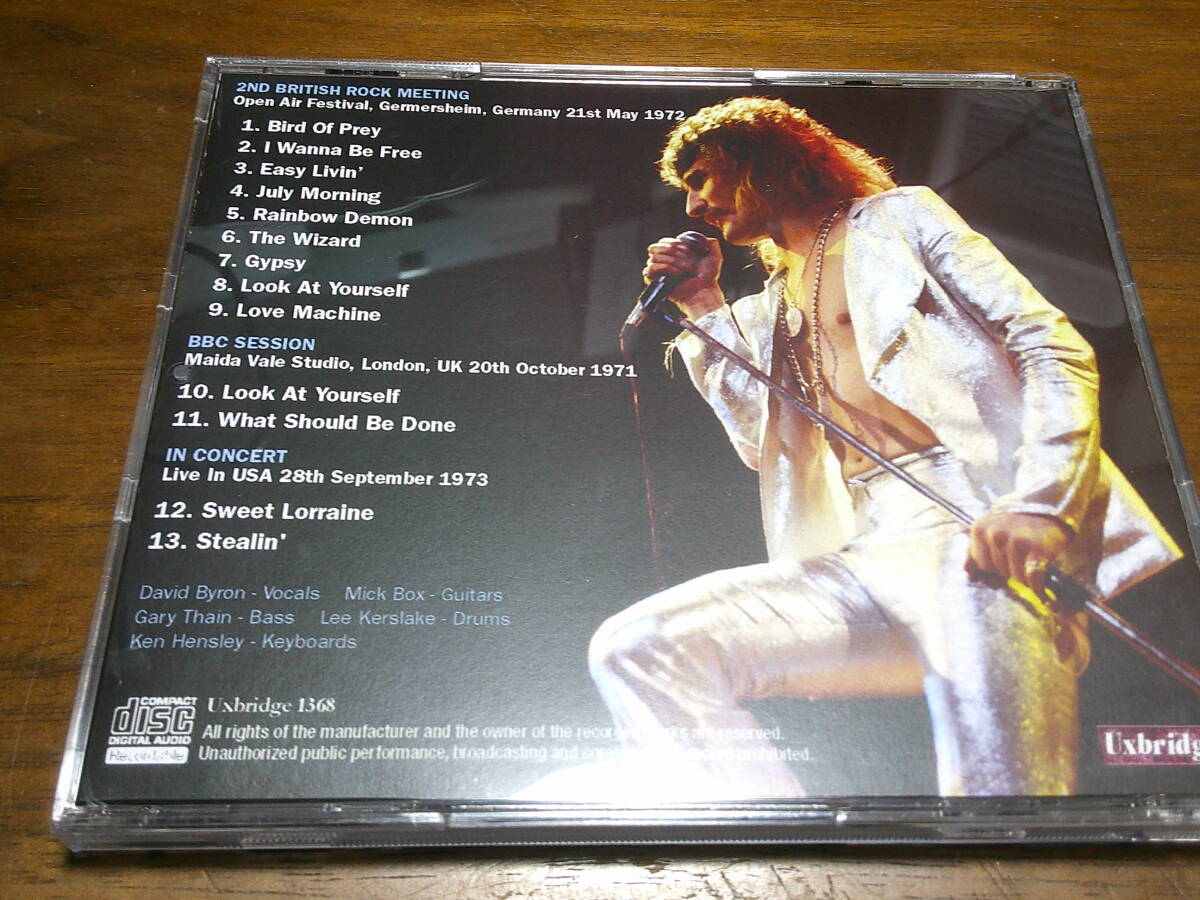 2ND BRITISH ROCK MEETING
Open Air Festival, Germersheim, Germany 21st May 1972
1. Bird Of Prey
2. I Wanna Be Free
3. Easy Livin'
4. July Morning
5. Rainbow Demon
6. The Wizard
7. Gypsy
8. Look At Yourself
9. Love Machine
BBC SESSION
Maida Vale Studio, London, UK 20th October 1971
10. Look At Yourself
11. What Should Be Done
IN CONCERT
Live In USA 28th September 1973
12. Sweet Lorraine
13. Stealin'
David Byron - Vocals Mick Box - Guitars
Gary Thain - Bass Lee Kerslake - Drums
Ken Hensley - Keyboards
COMPACT
disc
DIGITAL AUDIO
Recordable
Uxbridge 1368
All rights of the manufacturer and the owner of the recorded works are reserved.
Unauthorized public performance, broadcasting and prohibited.
Uxbridg